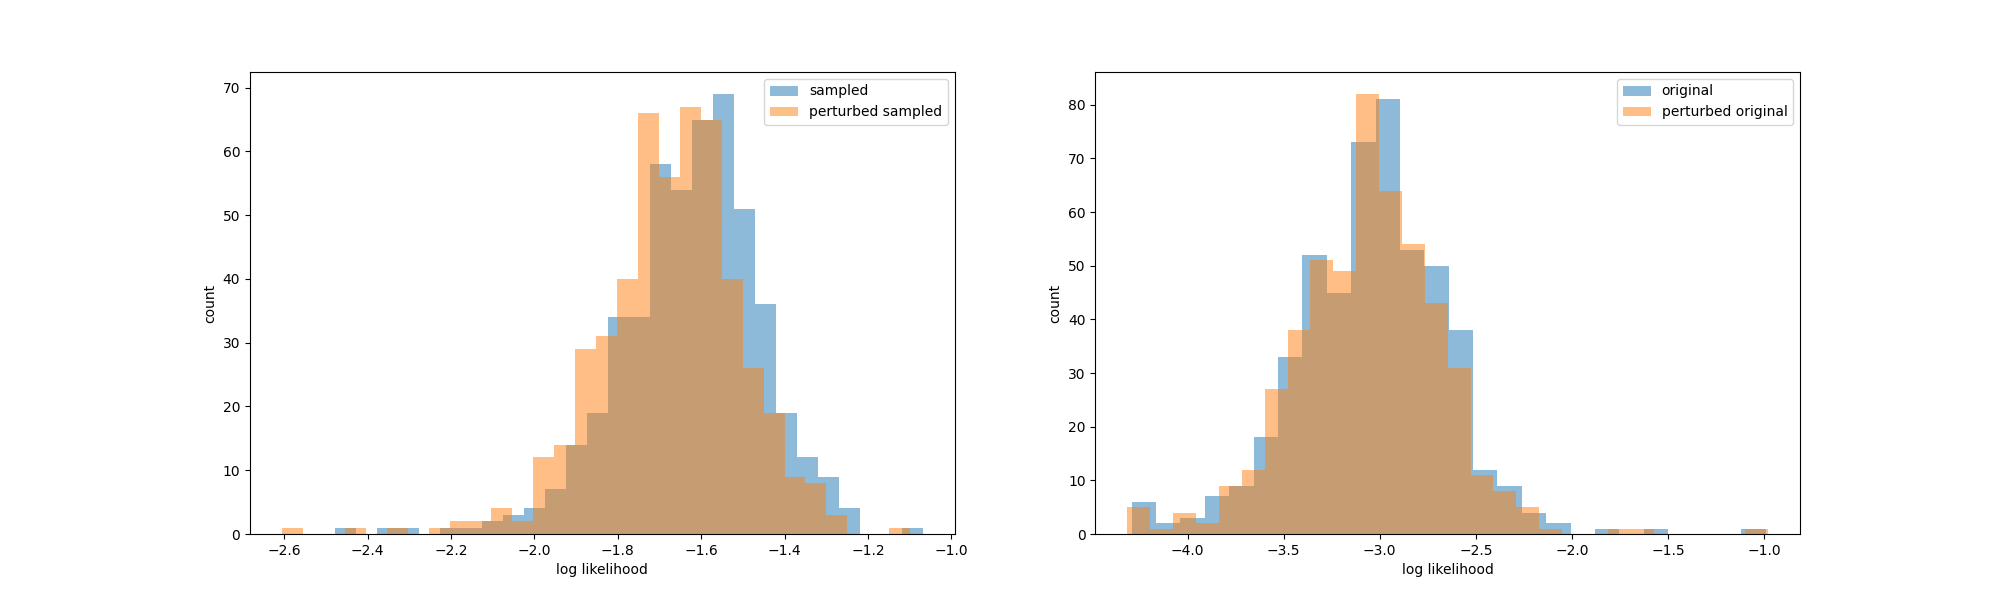 sampled
perturbed sampled
70
60
50
40
30
20
10
0
count
−2.6 −2.4 −2.2 −2.0 −1.8 −1.6 −1.4 −1.2 −1.0
log likelihood
original
perturbed original
80
70
60
50
40
30
20
10
0
count
−4.0 −3.5 −3.0 −2.5 −2.0 −1.5 −1.0
log likelihood